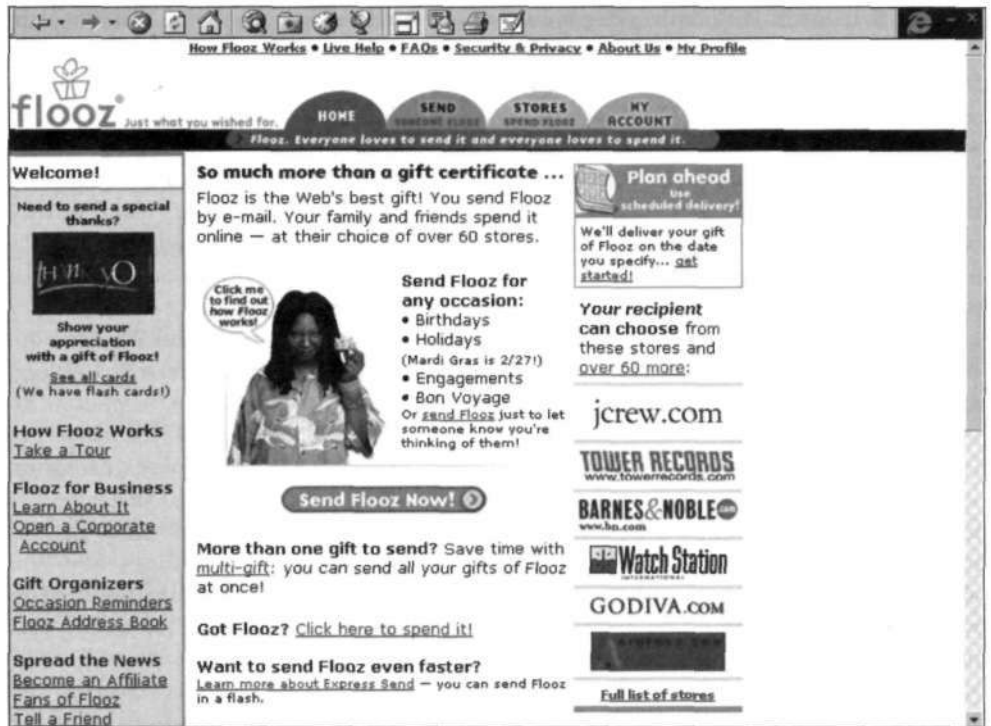 How Flooz Works • Live Help • FAQs • Security & Privacy • About Us • My Profile
flooz®
Just what you wished for.
HOME
SEND
SOMEONE FLOOZ
STORES
SPEND FLOOZ
MY
ACCOUNT
Flooz. Everyone loves to send it and everyone loves to spend it.
Welcome!
Need to send a special
thanks?
Show your
appreciation
with a gift of Flooz!
See all cards
(We have flash cards!)
How Flooz Works
Take a Tour
Flooz for Business
Learn About It
Open a Corporate
Account
Gift Organizers
Occasion Reminders
Flooz Address Book
Spread the News
Become an Affiliate
Fans of Flooz
Tell a Friend
So much more than a gift certificate ...
Flooz is the Web's best gift! You send Flooz
by e-mail. Your family and friends spend it
online — at their choice of over 60 stores.
Click me
to find out
how Flooz
works!
Send Flooz for
any occasion:
• Birthdays
• Holidays
(Mardi Gras is 2/27!)
• Engagements
• Bon Voyage
Or send Flooz just to let
someone know you're
thinking of them!
Send Flooz Now!
More than one gift to send? Save time with
multi-gift: you can send all your gifts of Flooz
at once!
Got Flooz? Click here to spend it!
Want to send Flooz even faster?
Learn more about Express Send — you can send Flooz
in a flash.
Plan ahead
Use
scheduled delivery!
We'll deliver your gift
of Flooz on the date
you specify... get
started!
Your recipient
can choose from
these stores and
over 60 more:
jcrew.com
TOWER RECORDS
www.towerrecords.com
BARNES&NOBLE.com
www.bn.com
Watch Station
INTERNATIONAL
GODIVA.COM
Full list of stores